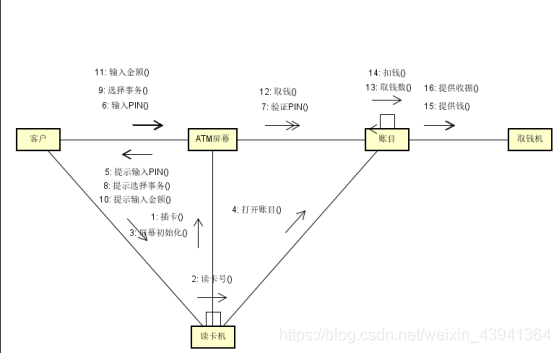 11: 输入金额()
9: 选择事务()
6: 输入PIN()
12: 取钱()
7: 验证PIN()
14: 扣钱()
13: 取钱数()
16: 提供收据()
15: 提供钱()
客户
ATM屏幕
账目
取钱机
5: 提示输入PIN()
8: 提示选择事务()
10: 提示输入金额()
1: 插卡()
3: 屏幕初始化()
4: 打开账目()
2: 读卡号()
读卡机
https://blog.csdn.net/weixin_43941364